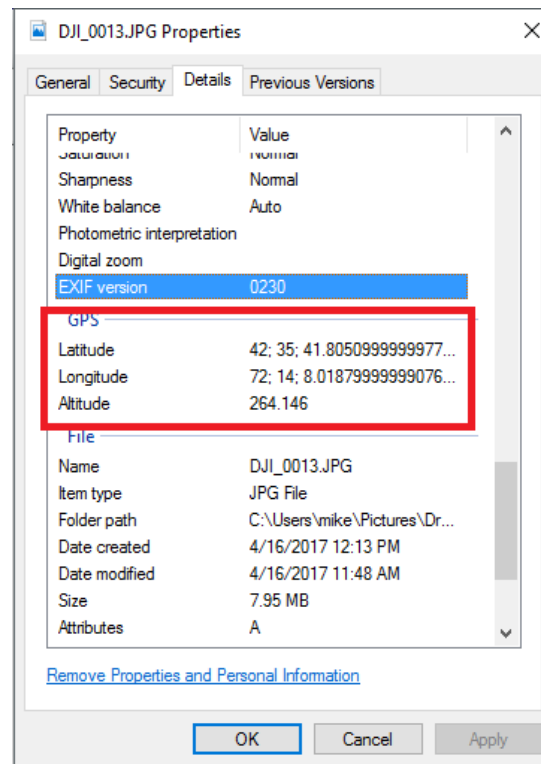 DJI_0013.JPG Properties
General Security Details Previous Versions
Property Value
Saturation Normal
Sharpness Normal
White balance Auto
Photometric interpretation
Digital zoom
EXIF version 0230
GPS
Latitude 42; 35; 41.8050999999977...
Longitude 72; 14; 8.01879999999076...
Altitude 264.146
File
Name DJI_0013.JPG
Item type JPG File
Folder path C:\Users\mike\Pictures\Dr...
Date created 4/16/2017 12:13 PM
Date modified 4/16/2017 11:48 AM
Size 7.95 MB
Attributes A
Remove Properties and Personal Information
OK Cancel Apply